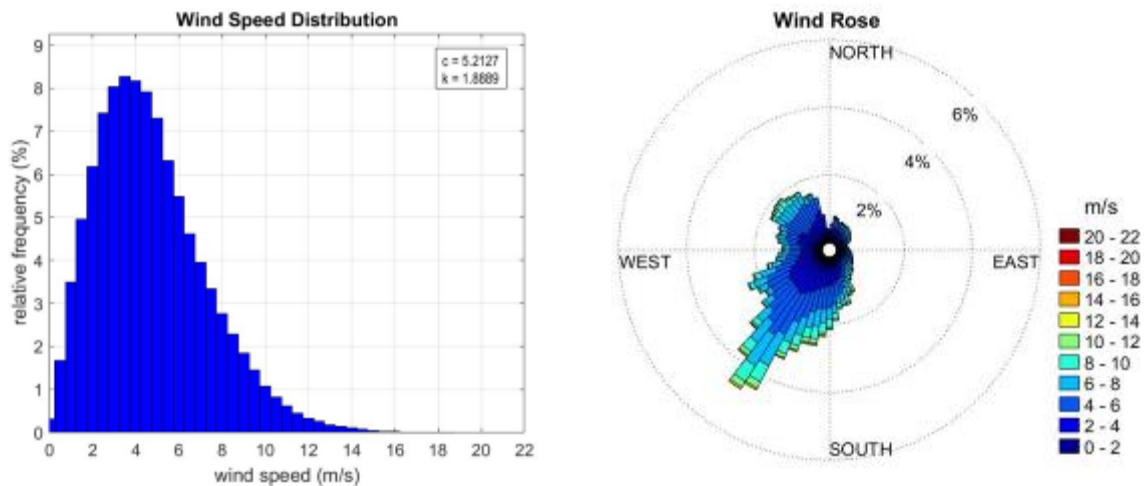 Wind Speed Distribution
relative frequency (%)
9
8
7
6
5
4
3
2
1
0
c = 5.2127
k = 1.8889
0 2 4 6 8 10 12 14 16 18 20 22
wind speed (m/s)
Wind Rose
NORTH
6%
4%
2%
WEST
EAST
SOUTH
m/s
20 - 22
18 - 20
16 - 18
14 - 16
12 - 14
10 - 12
8 - 10
6 - 8
4 - 6
2 - 4
0 - 2